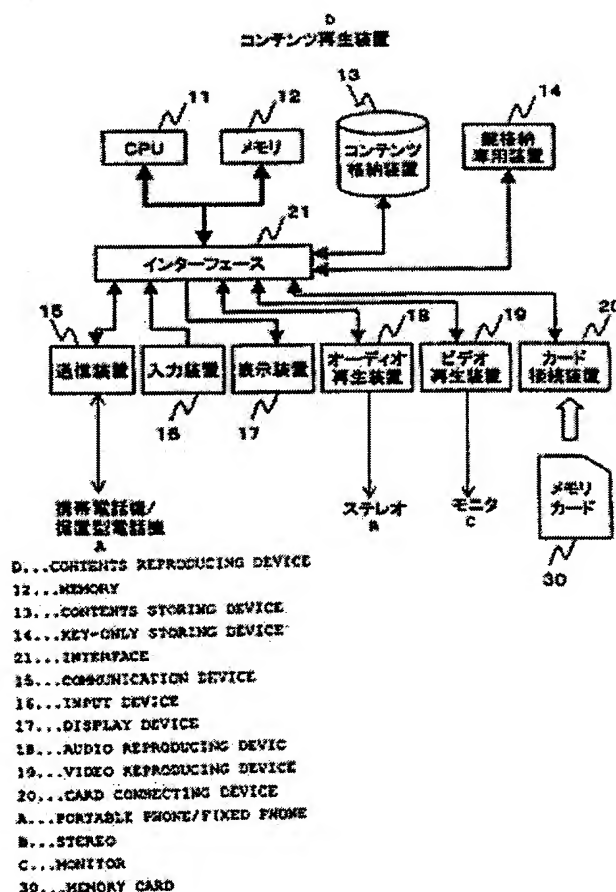 D
コンテンツ再生装置
11
12
13
14
CPU
メモリ
コンテンツ
格納装置
鍵格納
専用装置
21
インターフェース
15
18
19
20
通信装置
入力装置
表示装置
オーディオ
再生装置
ビデオ
再生装置
カード
接続装置
16
17
携帯電話機/
据置型電話機
A
ステレオ
B
モニタ
C
メモリ
カード
30
D...CONTENTS REPRODUCING DEVICE
12...MEMORY
13...CONTENTS STORING DEVICE
14...KEY-ONLY STORING DEVICE
21...INTERFACE
15...COMMUNICATION DEVICE
16...INPUT DEVICE
17...DISPLAY DEVICE
18...AUDIO REPRODUCING DEVIC
19...VIDEO REPRODUCING DEVICE
20...CARD CONNECTING DEVICE
A...PORTABLE PHONE/FIXED PHONE
B...STEREO
C...MONITOR
30...MEMORY CARD